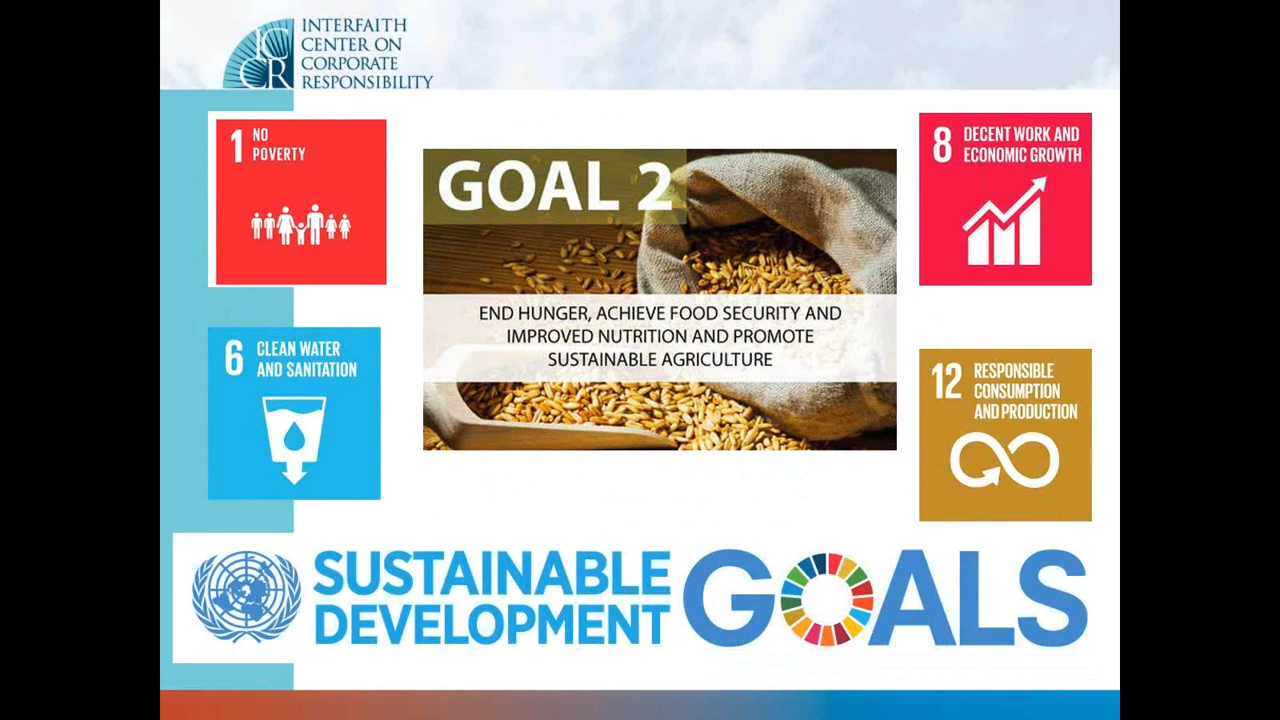 INTERFAITH
CENTER ON
CORPORATE
RESPONSIBILITY
ICCR
1 NO
POVERTY
GOAL 2
END HUNGER, ACHIEVE FOOD SECURITY AND
IMPROVED NUTRITION AND PROMOTE
SUSTAINABLE AGRICULTURE
8 DECENT WORK AND
ECONOMIC GROWTH
6 CLEAN WATER
AND SANITATION
12 RESPONSIBLE
CONSUMPTION
AND PRODUCTION
SUSTAINABLE
DEVELOPMENT
GOALS